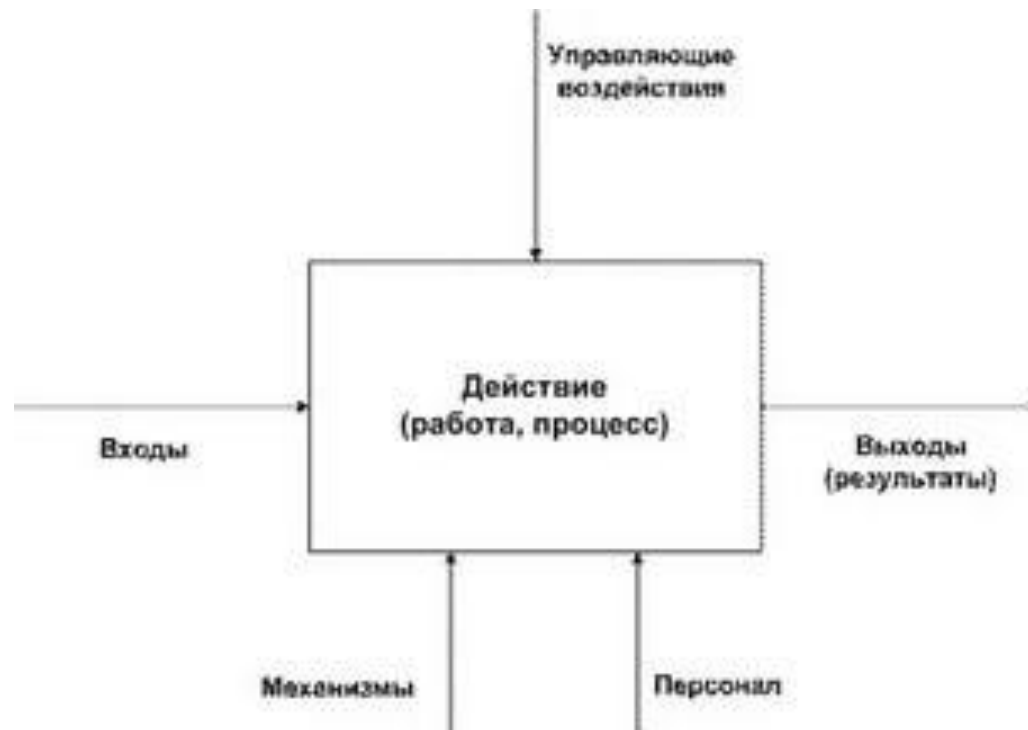 Управляющие
воздействия
Действие
(работа, процесс)
Входы
Выходы
(результаты)
Механизмы
Персонал